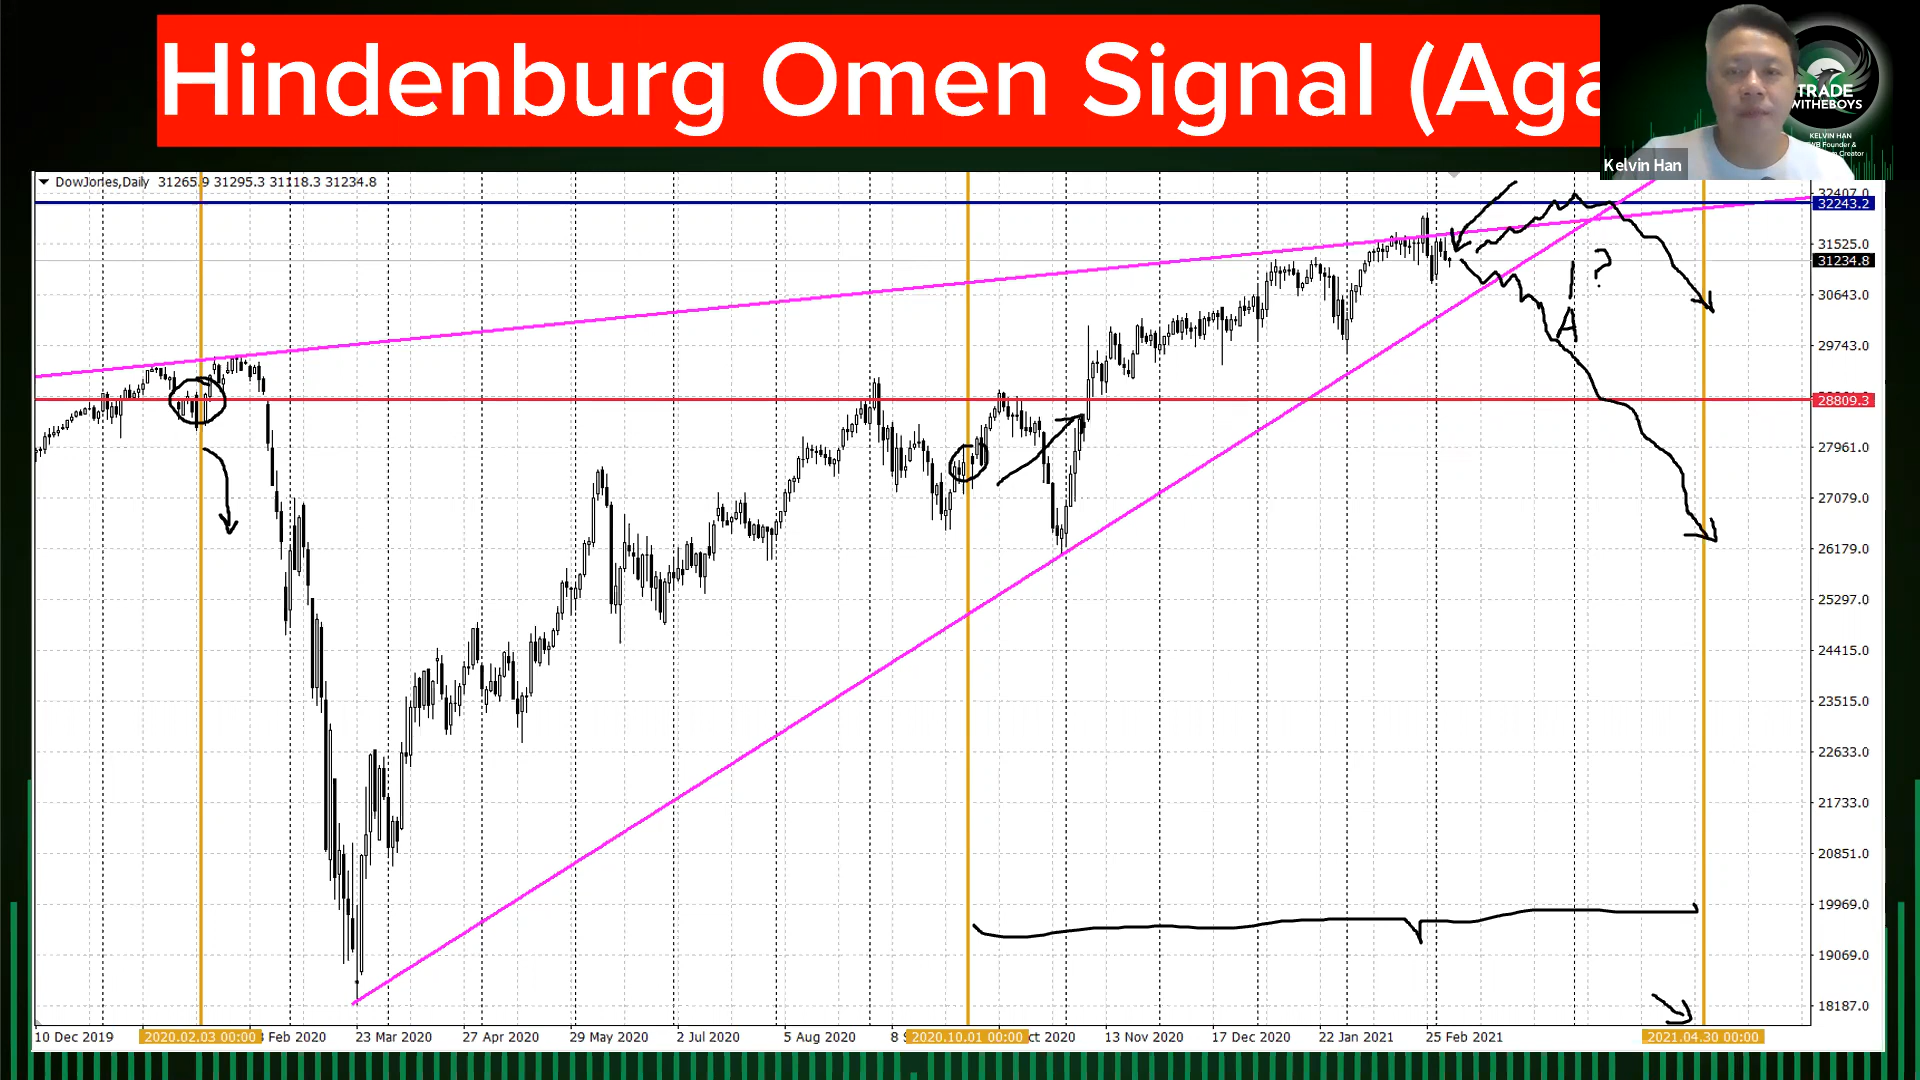 Hindenburg Omen Signal (Aga
TRADE
WITHEBOYS
KELVIN HAN
WB Founder &
Creator
Kelvin Han
DowJones,Daily 31265.9 31295.3 31118.3 31234.8
32407.0
32243.2
31525.0
31234.8
30643.0
29743.0
28809.3
27961.0
27079.0
26179.0
25297.0
24415.0
23515.0
22633.0
21733.0
20851.0
19969.0
19069.0
18187.0
?
A
10 Dec 2019 2020.02.03 00:00 Feb 2020 23 Mar 2020 27 Apr 2020 29 May 2020 2 Jul 2020 5 Aug 2020 8 S 2020.10.01 00:00 ct 2020 13 Nov 2020 17 Dec 2020 22 Jan 2021 25 Feb 2021 2021.04.30 00:00